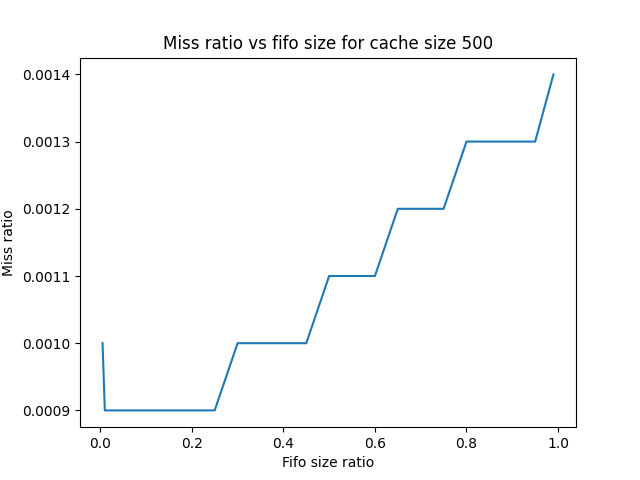 Miss ratio vs fifo size for cache size 500
Miss ratio
0.0014
0.0013
0.0012
0.0011
0.0010
0.0009
0.0 0.2 0.4 0.6 0.8 1.0
Fifo size ratio